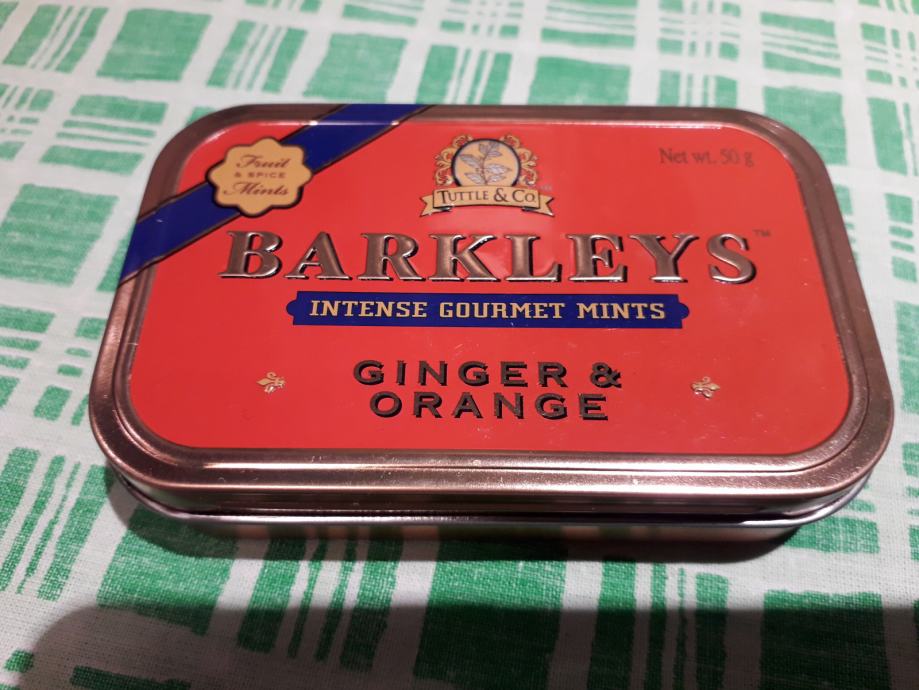 Fruit
& SPICE
Mints
TUTTLE & CO.
Net wt. 50 g
BARKLEYS™
INTENSE GOURMET MINTS
GINGER &
ORANGE